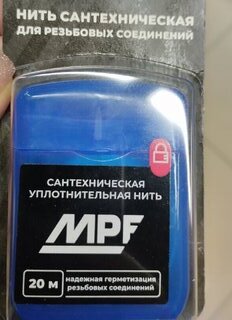 НИТЬ САНТЕХНИЧЕСКАЯ
ДЛЯ РЕЗЬБОВЫХ СОЕДИНЕНИЙ
САНТЕХНИЧЕСКАЯ
УПЛОТНИТЕЛЬНАЯ НИТЬ
MPF
20 м
надежная герметизация
резьбовых соединений